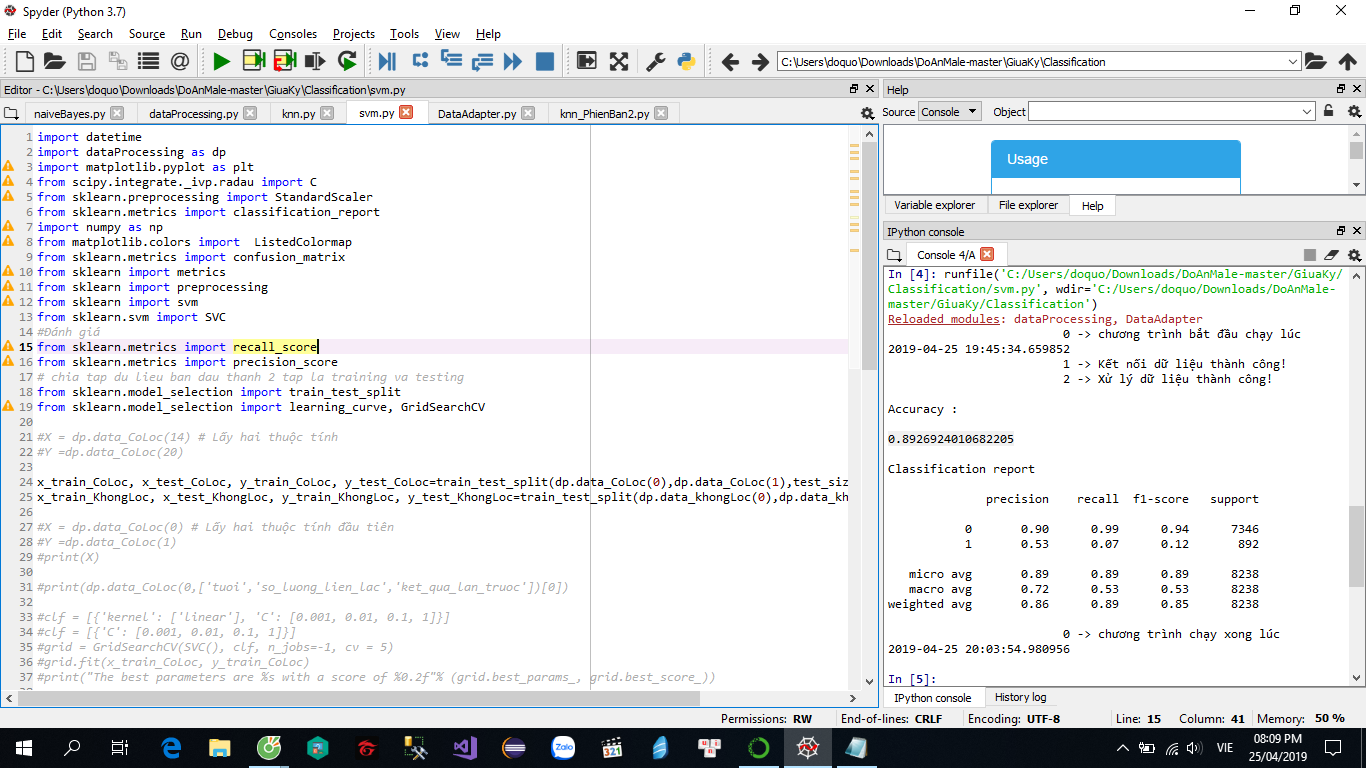 Spyder (Python 3.7)
File Edit Search Source Run Debug Consoles Projects Tools View Help
C:\Users\doquo\Downloads\DoAnMale-master\GiuaKy\Classification
Editor - C:\Users\doquo\Downloads\DoAnMale-master\GiuaKy\Classification\svm.py
naiveBayes.py dataProcessing.py knn.py svm.py DataAdapter.py knn_PhienBan2.py
1 import datetime
2 import dataProcessing as dp
3 import matplotlib.pyplot as plt
4 from scipy.integrate._ivp.radau import C
5 from sklearn.preprocessing import StandardScaler
6 from sklearn.metrics import classification_report
7 import numpy as np
8 from matplotlib.colors import  ListedColormap
9 from sklearn.metrics import confusion_matrix
10 from sklearn import metrics
11 from sklearn import preprocessing
12 from sklearn import svm
13 from sklearn.svm import SVC
14 #Đánh giá
15 from sklearn.metrics import recall_score
16 from sklearn.metrics import precision_score
17 # chia tap du lieu ban dau thanh 2 tap la training va testing
18 from sklearn.model_selection import train_test_split
19 from sklearn.model_selection import learning_curve, GridSearchCV
20
21 #X = dp.data_CoLoc(14) # Lấy hai thuộc tính
22 #Y =dp.data_CoLoc(20)
23
24 x_train_CoLoc, x_test_CoLoc, y_train_CoLoc, y_test_CoLoc=train_test_split(dp.data_CoLoc(0),dp.data_CoLoc(1),test_siz
25 x_train_KhongLoc, x_test_KhongLoc, y_train_KhongLoc, y_test_KhongLoc=train_test_split(dp.data_khongLoc(0),dp.data_kh
26
27 #X = dp.data_CoLoc(0) # Lấy hai thuộc tính đầu tiên
28 #Y =dp.data_CoLoc(1)
29 #print(X)
30
31 #print(dp.data_CoLoc(0,['tuoi','so_luong_lien_lac','ket_qua_lan_truoc'])[0])
32
33 #clf = [{'kernel': ['linear'], 'C': [0.001, 0.01, 0.1, 1]}]
34 #clf = [{'C': [0.001, 0.01, 0.1, 1]}]
35 #grid = GridSearchCV(SVC(), clf, n_jobs=-1, cv = 5)
36 #grid.fit(x_train_CoLoc, y_train_CoLoc)
37 #print("The best parameters are %s with a score of %0.2f"% (grid.best_params_, grid.best_score_))
Help
Source Console Object
Usage
Variable explorer File explorer Help
IPython console
Console 4/A
In [4]: runfile('C:/Users/doquo/Downloads/DoAnMale-master/GiuaKy/
Classification/svm.py', wdir='C:/Users/doquo/Downloads/DoAnMale-
master/GiuaKy/Classification')
Reloaded modules: dataProcessing, DataAdapter
0 -> chương trình bắt đầu chạy lúc
2019-04-25 19:45:34.659852
1 -> Kết nối dữ liệu thành công!
2 -> Xử lý dữ liệu thành công!
Accuracy :
0.8926924010682205
Classification report
precision recall f1-score support
0 0.90 0.99 0.94 7346
1 0.53 0.07 0.12 892
micro avg 0.89 0.89 0.89 8238
macro avg 0.72 0.53 0.53 8238
weighted avg 0.86 0.89 0.85 8238
0 -> chương trình chạy xong lúc
2019-04-25 20:03:54.980956
In [5]:
IPython console History log
Permissions: RW End-of-lines: CRLF Encoding: UTF-8 Line: 15 Column: 41 Memory: 50 %
Zalo
321
VIE
08:09 PM
25/04/2019